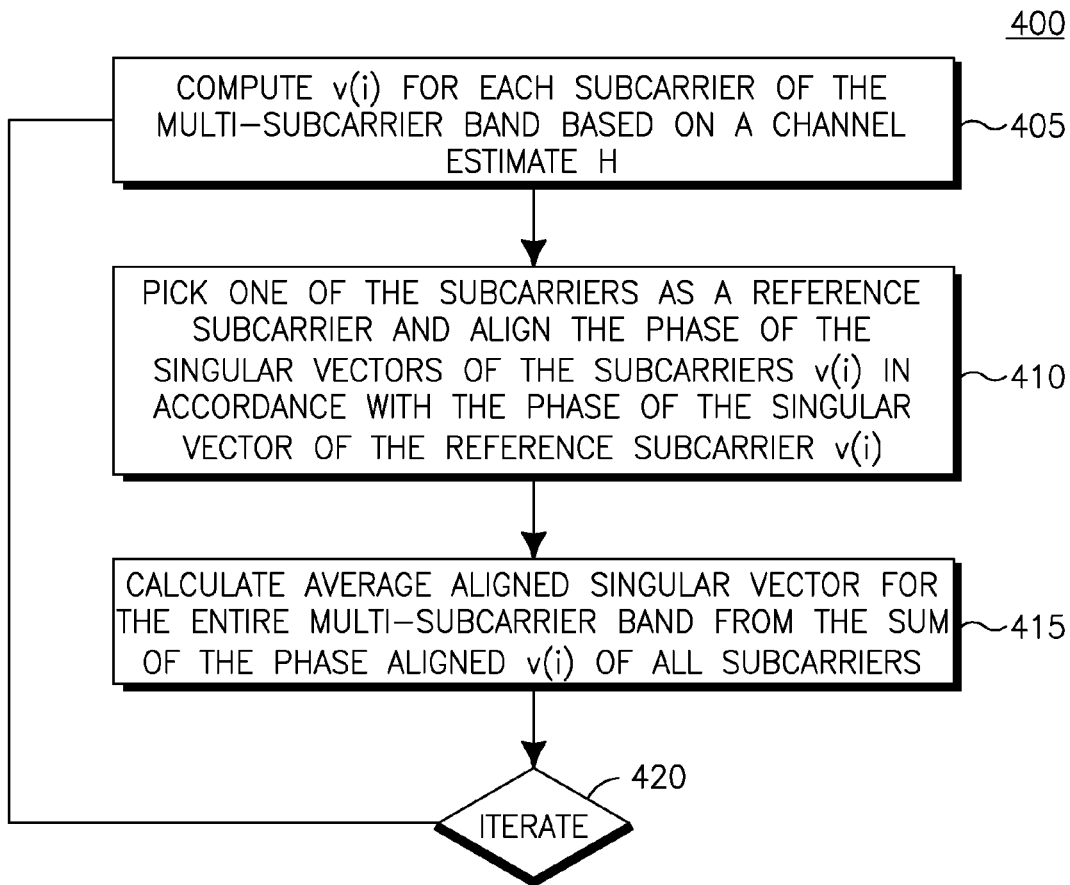 400
COMPUTE v(i) FOR EACH SUBCARRIER OF THE
MULTI-SUBCARRIER BAND BASED ON A CHANNEL
ESTIMATE H
405
PICK ONE OF THE SUBCARRIERS AS A REFERENCE
SUBCARRIER AND ALIGN THE PHASE OF THE
SINGULAR VECTORS OF THE SUBCARRIERS v(i) IN
ACCORDANCE WITH THE PHASE OF THE SINGULAR
VECTOR OF THE REFERENCE SUBCARRIER v(i)
410
CALCULATE AVERAGE ALIGNED SINGULAR VECTOR FOR
THE ENTIRE MULTI-SUBCARRIER BAND FROM THE SUM
OF THE PHASE ALIGNED v(i) OF ALL SUBCARRIERS
415
420
ITERATE